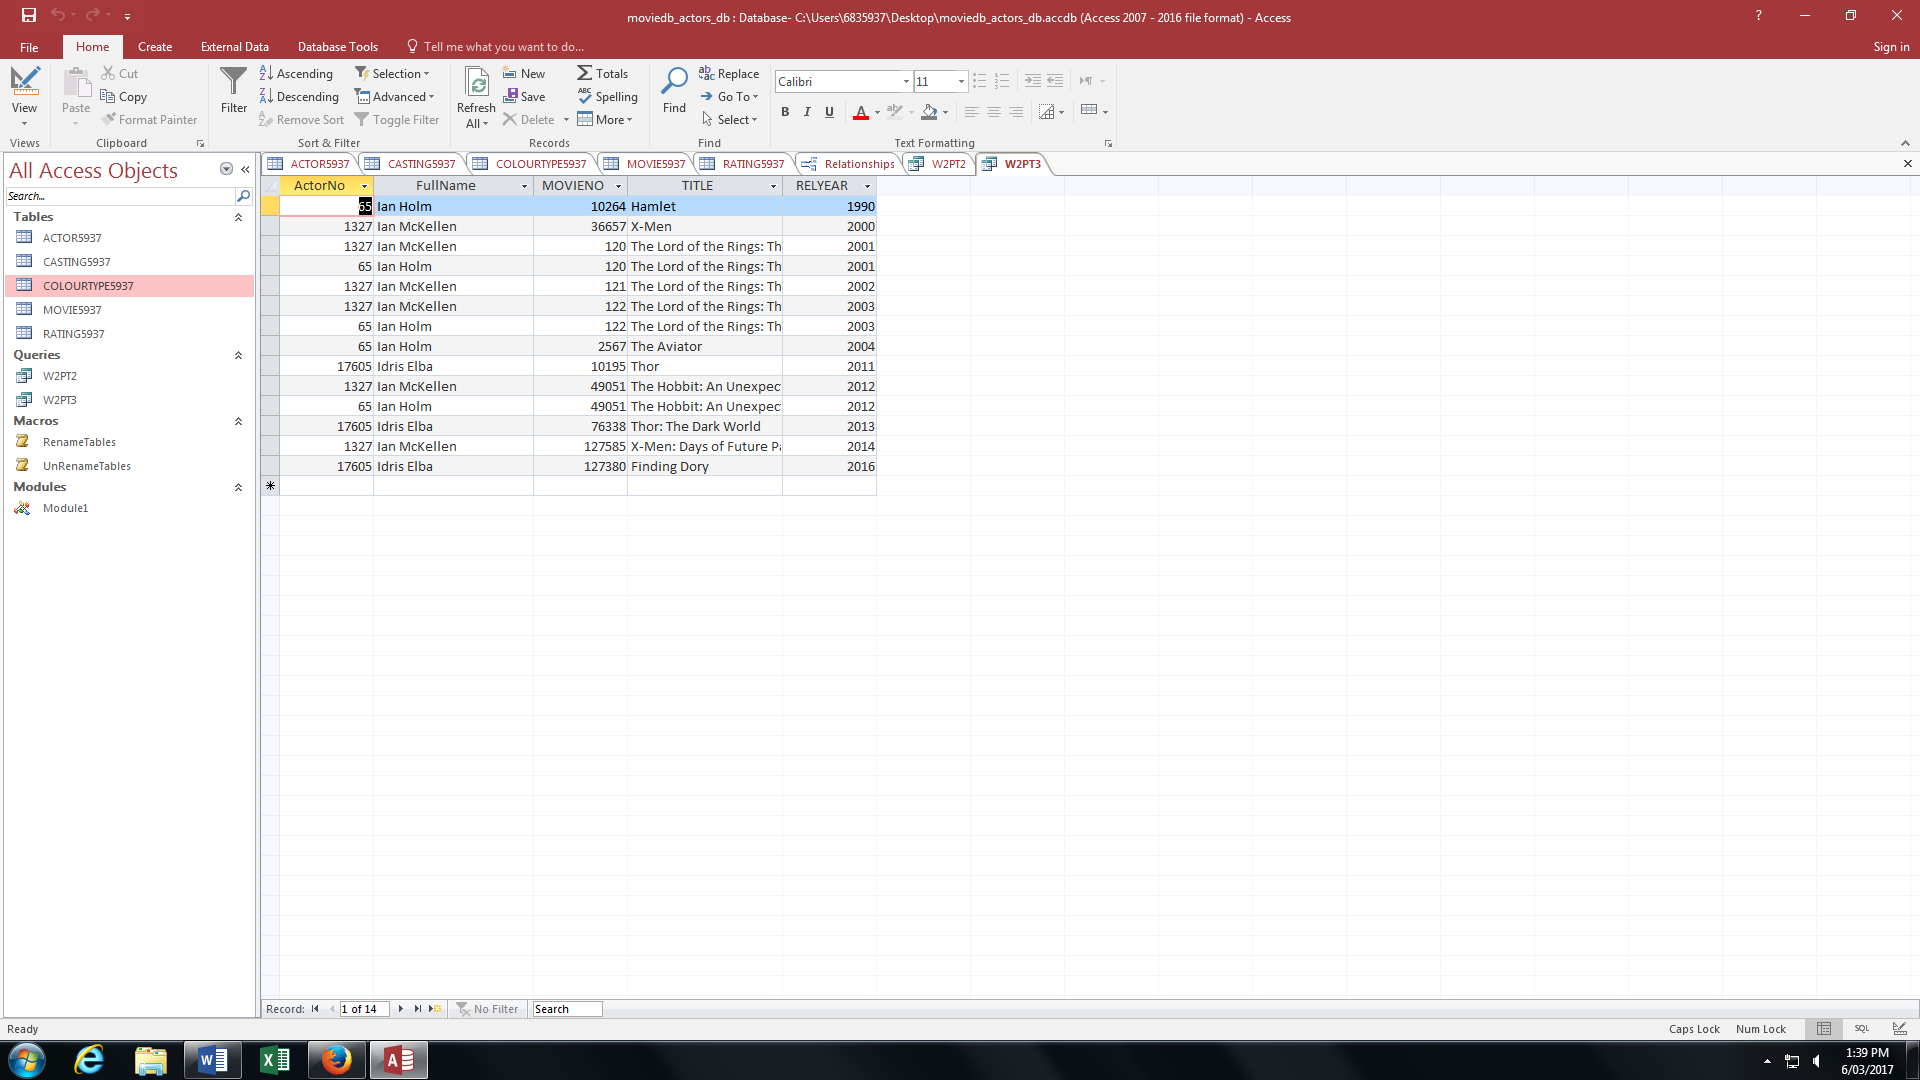 moviedb_actors_db : Database- C:\Users\6835937\Desktop\moviedb_actors_db.accdb (Access 2007 - 2016 file format) - Access
?
File Home Create External Data Database Tools Tell me what you want to do... Sign in
View Paste Cut Copy Format Painter Filter Ascending Descending Remove Sort Selection Advanced Toggle Filter Refresh All New Save Delete Totals Spelling More Find Replace Go To Select Calibri 11 B I U
Views Clipboard Sort & Filter Records Find Text Formatting
All Access Objects
Search...
Tables
ACTOR5937
CASTING5937
COLOURTYPE5937
MOVIE5937
RATING5937
Queries
W2PT2
W2PT3
Macros
RenameTables
UnRenameTables
Modules
Module1
ACTOR5937 CASTING5937 COLOURTYPE5937 MOVIE5937 RATING5937 Relationships W2PT2 W2PT3
ActorNo FullName MOVIENO TITLE RELYEAR
65 Ian Holm 10264 Hamlet 1990
1327 Ian McKellen 36657 X-Men 2000
1327 Ian McKellen 120 The Lord of the Rings: Th 2001
65 Ian Holm 120 The Lord of the Rings: Th 2001
1327 Ian McKellen 121 The Lord of the Rings: Th 2002
1327 Ian McKellen 122 The Lord of the Rings: Th 2003
65 Ian Holm 122 The Lord of the Rings: Th 2003
65 Ian Holm 2567 The Aviator 2004
17605 Idris Elba 10195 Thor 2011
1327 Ian McKellen 49051 The Hobbit: An Unexpec 2012
65 Ian Holm 49051 The Hobbit: An Unexpec 2012
17605 Idris Elba 76338 Thor: The Dark World 2013
1327 Ian McKellen 127585 X-Men: Days of Future Pa 2014
17605 Idris Elba 127380 Finding Dory 2016
Record: 1 of 14 No Filter Search
Ready Caps Lock Num Lock SQL
1:39 PM
6/03/2017